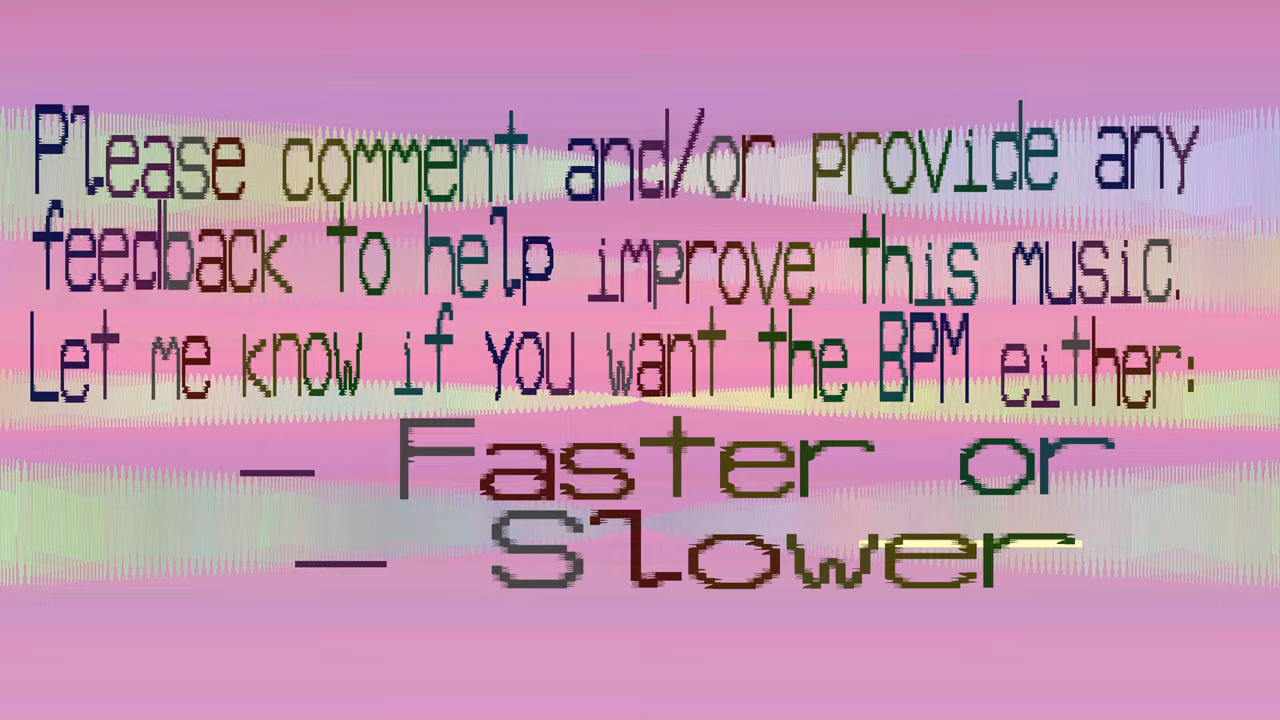 Please comment and/or provide any
feedback to help improve this music.
Let me know if you want the BPM either:
- Faster or
- Slower